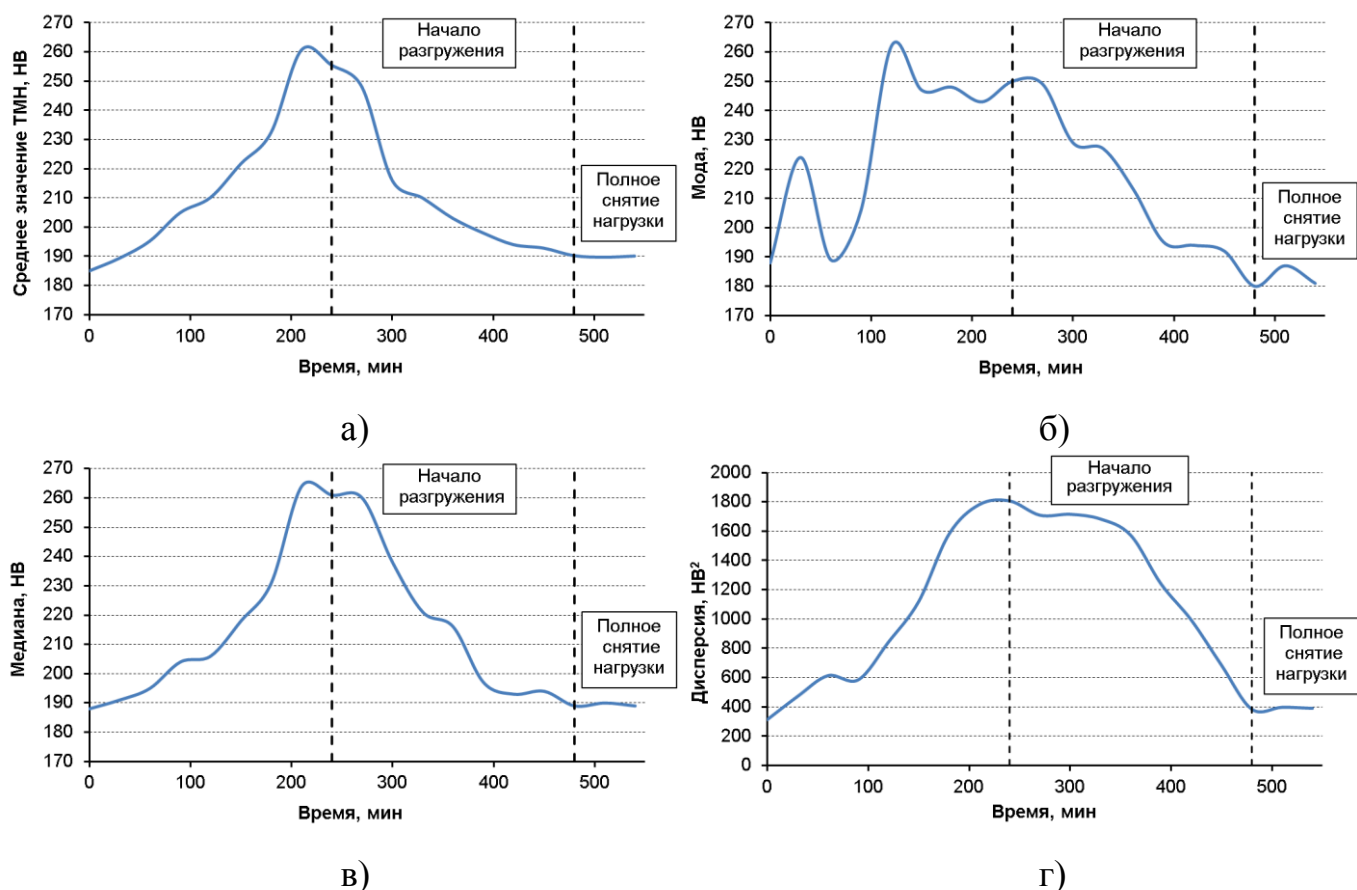 Среднее значение ТМН, НВ
270
260
250
240
230
220
210
200
190
180
170
0
100
200
300
400
500
Время, мин
Начало
разгружения
Полное
снятие
нагрузки
а)
Мода, НВ
270
260
250
240
230
220
210
200
190
180
170
0
100
200
300
400
500
Время, мин
Начало
разгружения
Полное
снятие
нагрузки
б)
Медиана, НВ
270
260
250
240
230
220
210
200
190
180
170
0
100
200
300
400
500
Время, мин
Начало
разгружения
Полное
снятие
нагрузки
в)
Дисперсия, НВ²
2000
1800
1600
1400
1200
1000
800
600
400
200
0
0
100
200
300
400
500
Время, мин
Начало
разгружения
Полное
снятие
нагрузки
г)